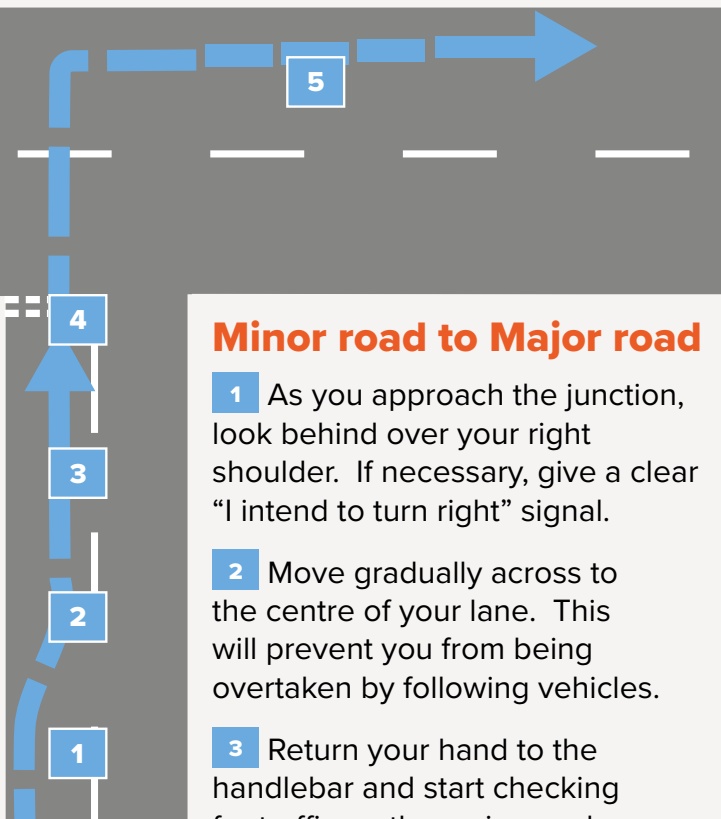 5
4
3
2
1
Minor road to Major road
1 As you approach the junction,
look behind over your right
shoulder. If necessary, give a clear
“I intend to turn right” signal.
2 Move gradually across to
the centre of your lane. This
will prevent you from being
overtaken by following vehicles.
3 Return your hand to the
handlebar and start checking